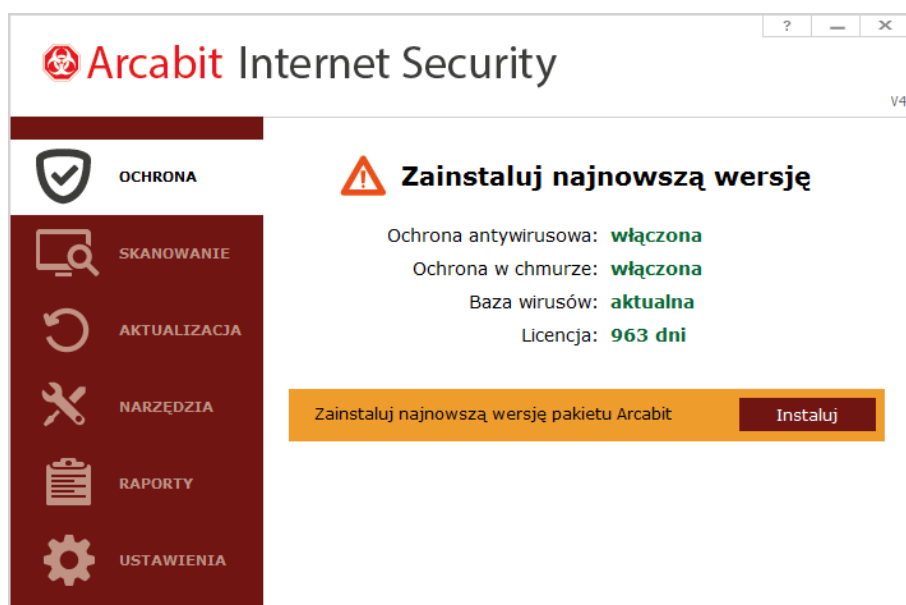 Arcabit Internet Security
?
V4
OCHRONA
SKANOWANIE
AKTUALIZACJA
NARZĘDZIA
RAPORTY
USTAWIENIA
Zainstaluj najnowszą wersję
Ochrona antywirusowa: włączona
Ochrona w chmurze: włączona
Baza wirusów: aktualna
Licencja: 963 dni
Zainstaluj najnowszą wersję pakietu Arcabit
Instaluj